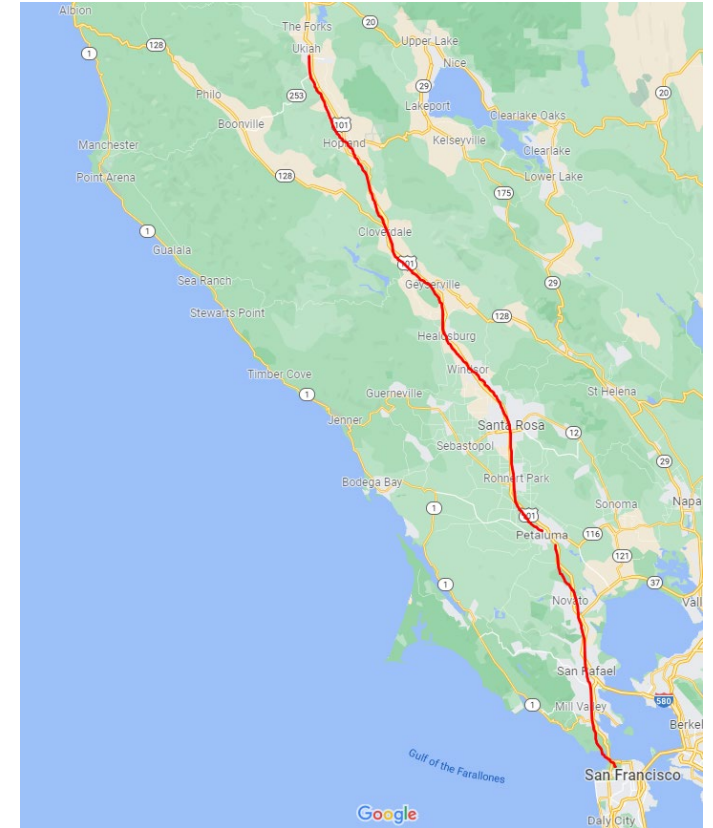 Albion
The Forks
20
1
128
Ukiah
Upper Lake
Nice
29
20
253
Philo
Lakeport
Boonville
101
Clearlake Oaks
Manchester
Hopland
Kelseyville
Clearlake
Point Arena
128
Lower Lake
175
1
Cloverdale
Gualala
101
Sea Ranch
Geyserville
29
Stewarts Point
128
Healdsburg
Timber Cove
Windsor
1
Guerneville
St Helena
Jenner
Santa Rosa
12
Sebastopol
29
Bodega Bay
Rohnert Park
1
Sonoma
Napa
101
Petaluma
116
121
1
37
Novato
Vall
San Rafael
1
Mill Valley
580
Berkel
Gulf of the Farallones
San Francisco
Google
Daly City